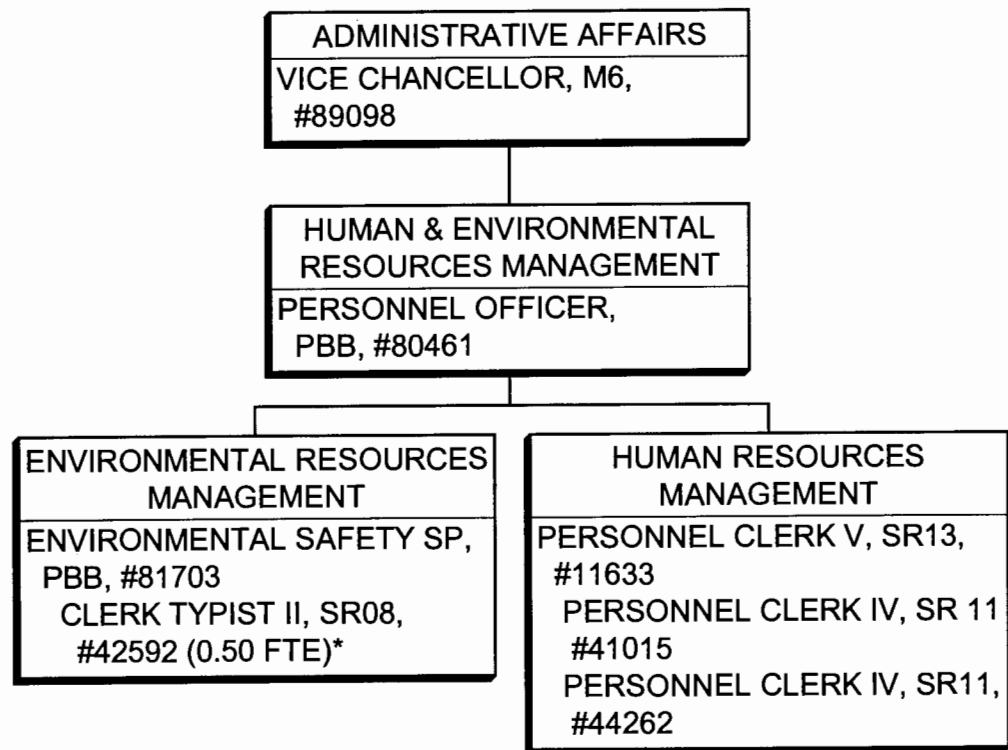 ADMINISTRATIVE AFFAIRS
VICE CHANCELLOR, M6,
#89098
HUMAN & ENVIRONMENTAL
RESOURCES MANAGEMENT
PERSONNEL OFFICER,
PBB, #80461
ENVIRONMENTAL RESOURCES
MANAGEMENT
ENVIRONMENTAL SAFETY SP,
PBB, #81703
CLERK TYPIST II, SR08,
#42592 (0.50 FTE)*
HUMAN RESOURCES
MANAGEMENT
PERSONNEL CLERK V, SR13,
#11633
PERSONNEL CLERK IV, SR 11
#41015
PERSONNEL CLERK IV, SR11,
#44262